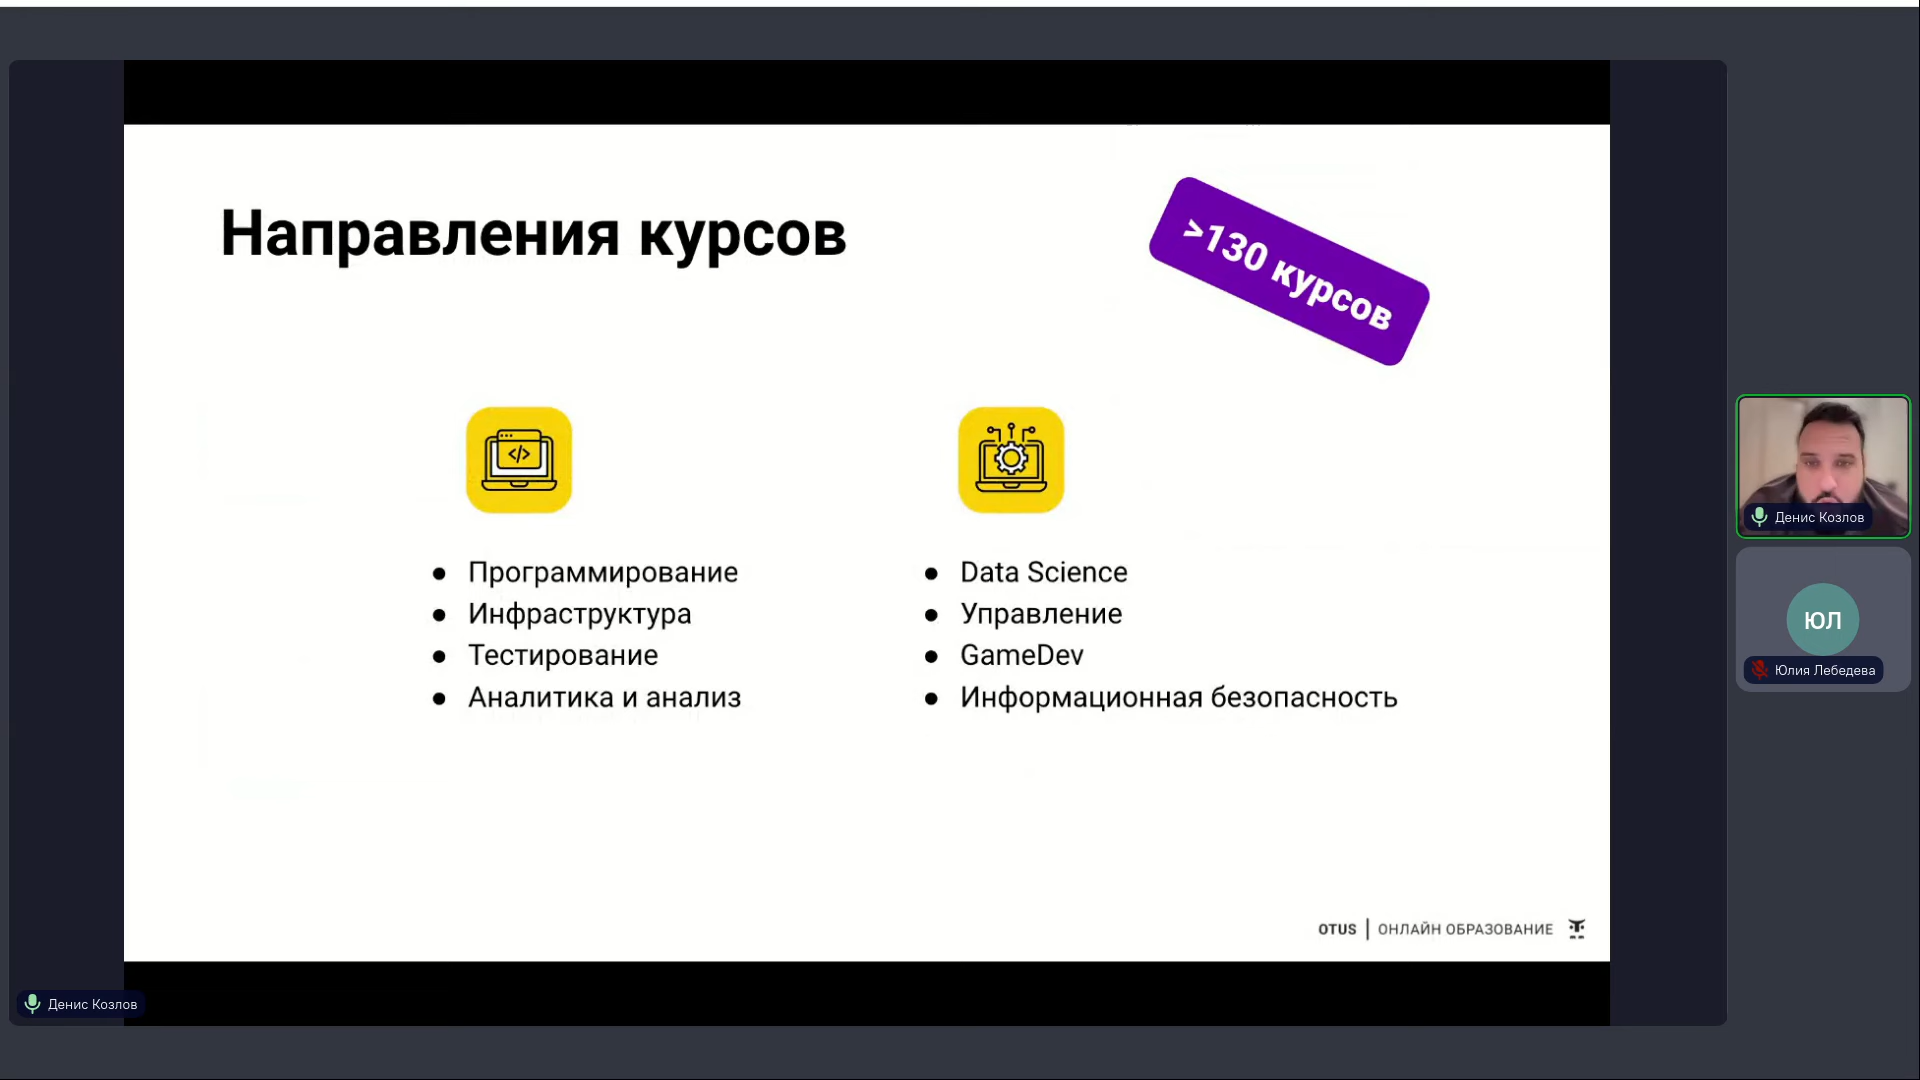 Направления курсов
>130 курсов
</>
Программирование
Инфраструктура
Тестирование
Аналитика и анализ
Data Science
Управление
GameDev
Информационная безопасность
OTUS | ОНЛАЙН ОБРАЗОВАНИЕ
Денис Козлов
Денис Козлов
ЮЛ
Юлия Лебедева